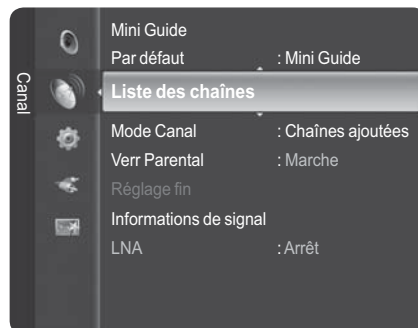 Canal
Mini Guide
Par défaut : Mini Guide
Liste des chaînes
Mode Canal : Chaînes ajoutées
Verr Parental : Marche
Réglage fin
Informations de signal
LNA : Arrêt